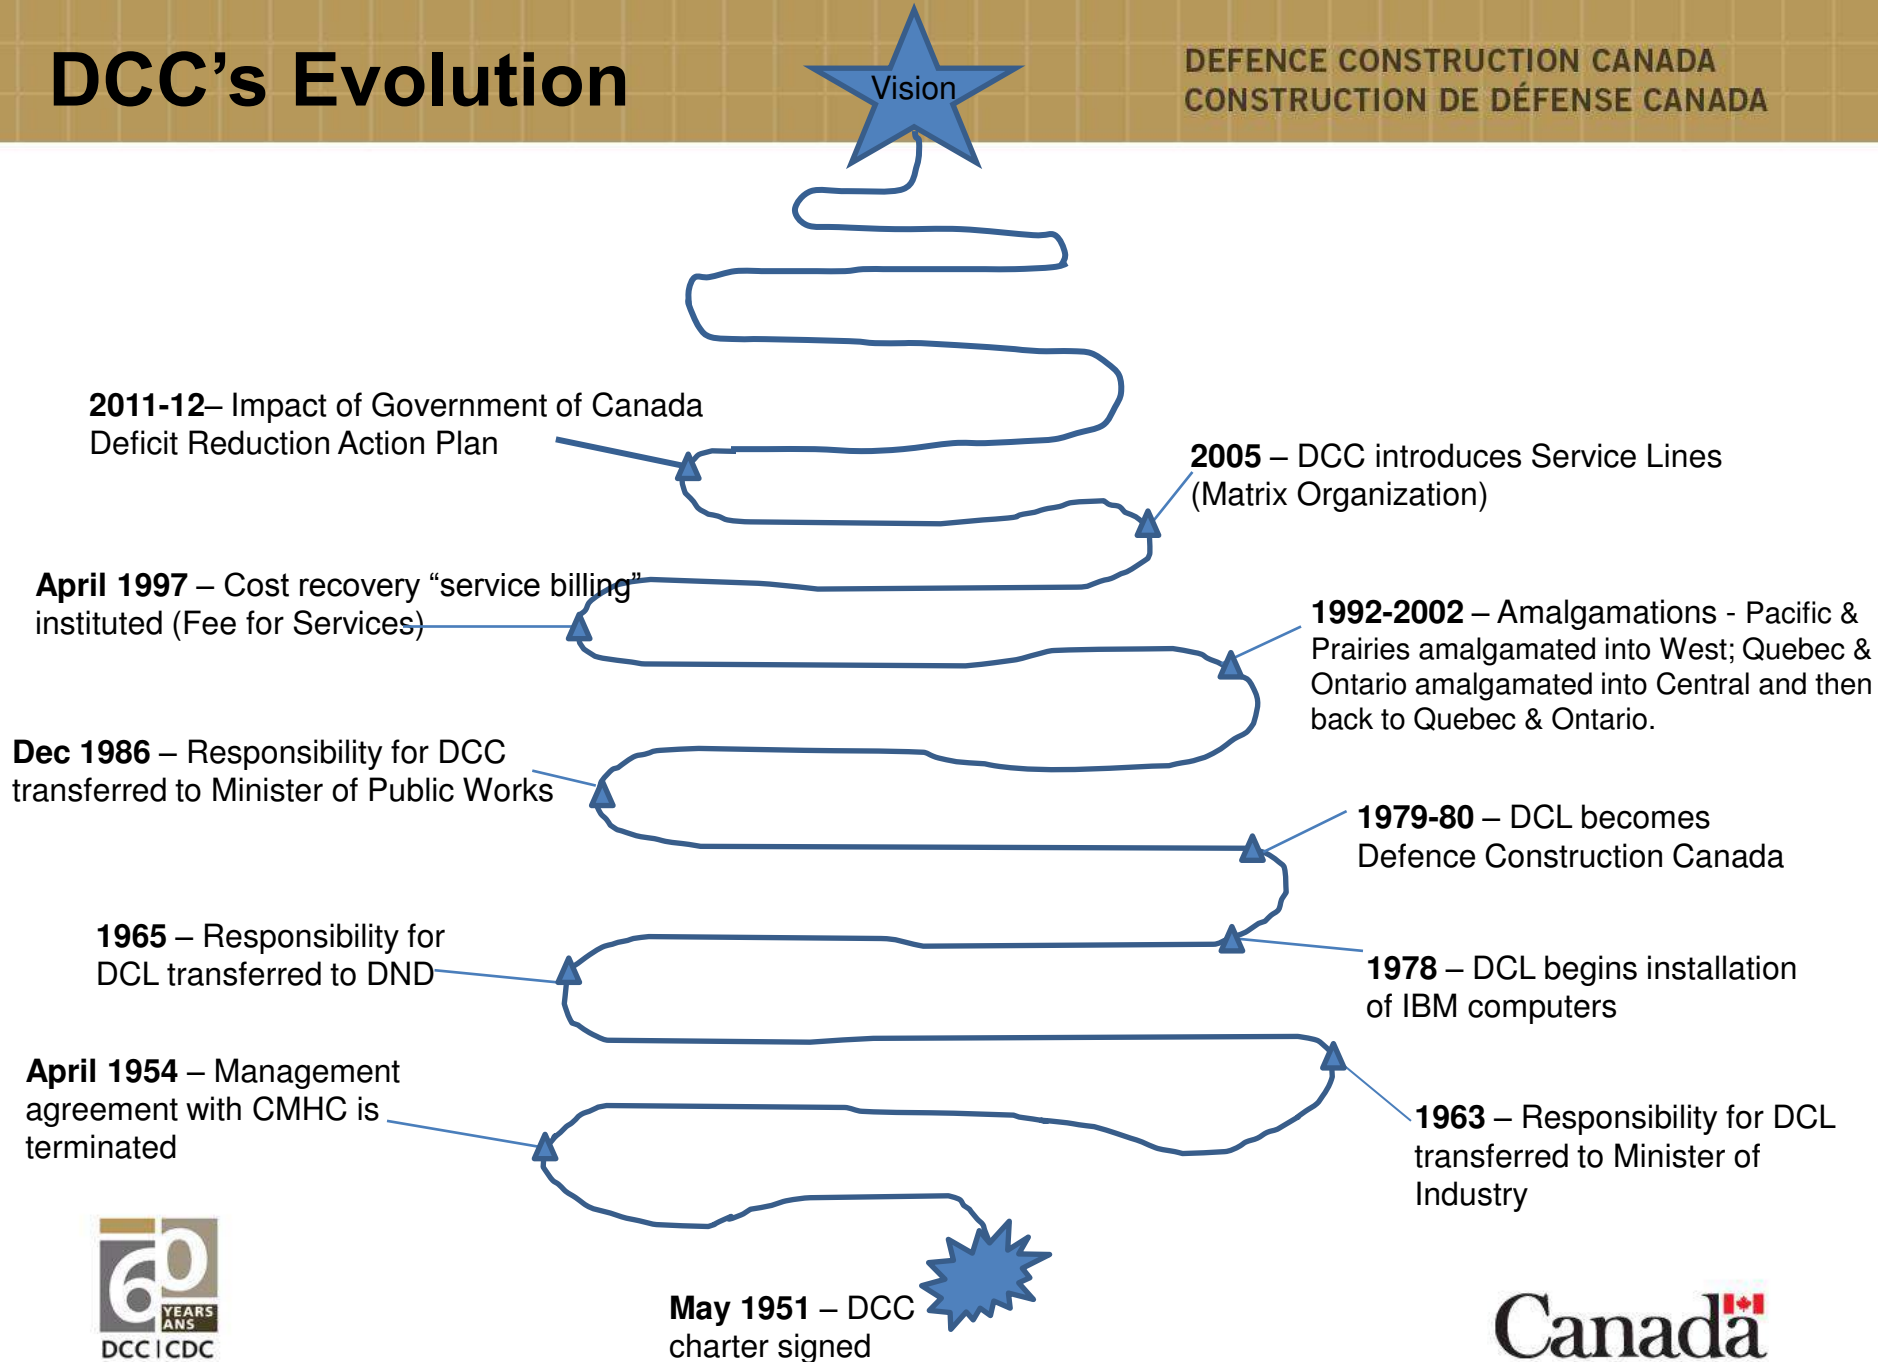 DCC's Evolution
Vision
DEFENCE CONSTRUCTION CANADA
CONSTRUCTION DE DÉFENSE CANADA
2011-12– Impact of Government of Canada
Deficit Reduction Action Plan
2005 – DCC introduces Service Lines
(Matrix Organization)
April 1997 – Cost recovery “service billing”
instituted (Fee for Services)
1992-2002 – Amalgamations - Pacific &
Prairies amalgamated into West; Quebec &
Ontario amalgamated into Central and then
back to Quebec & Ontario.
Dec 1986 – Responsibility for DCC
transferred to Minister of Public Works
1979-80 – DCL becomes
Defence Construction Canada
1965 – Responsibility for
DCL transferred to DND
1978 – DCL begins installation
of IBM computers
April 1954 – Management
agreement with CMHC is
terminated
1963 – Responsibility for DCL
transferred to Minister of
Industry
May 1951 – DCC
charter signed
60
YEARS
ANS
DCC | CDC
Canada